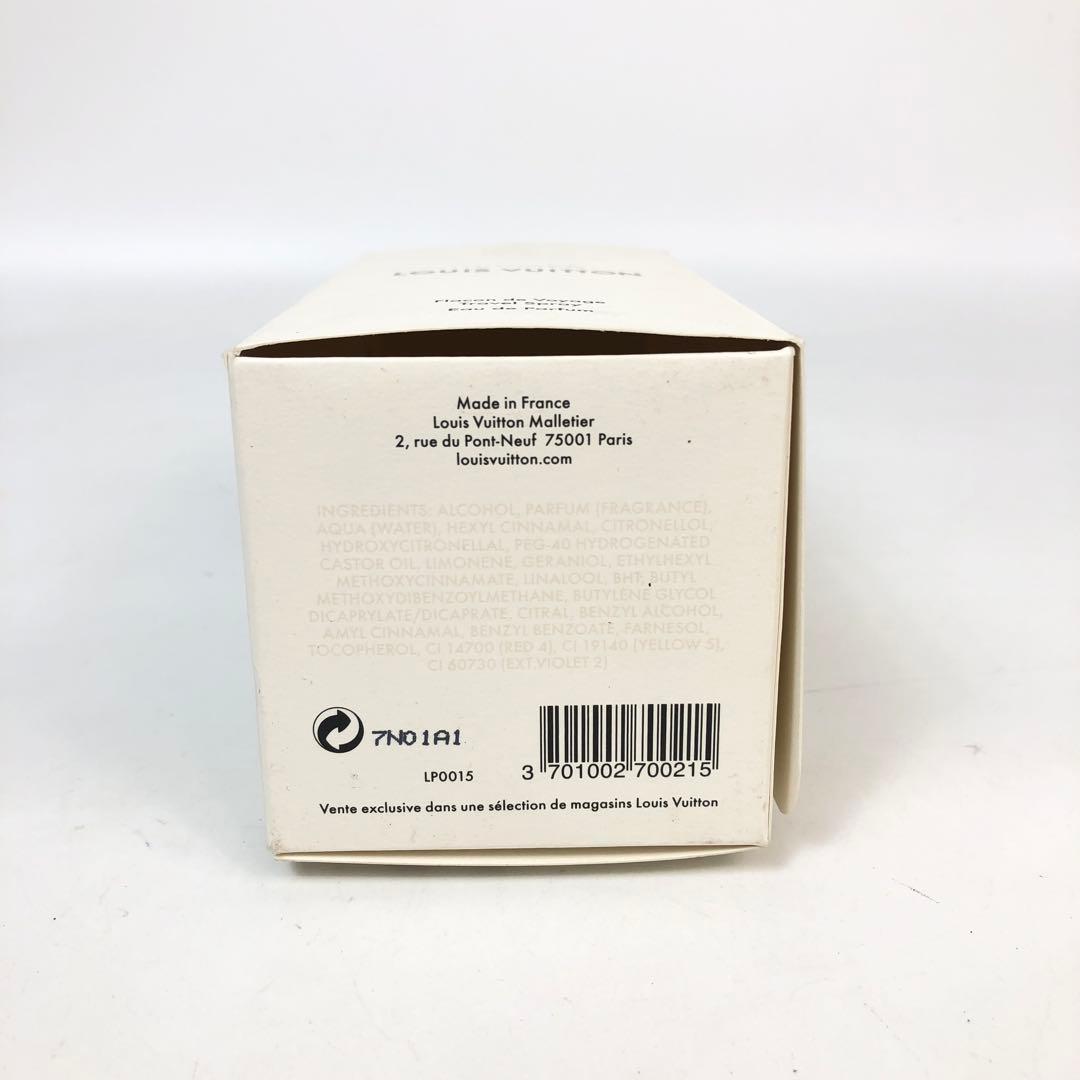 LOUIS VUITTON
Flacon de Voyage
Travel Spray
Eau de Parfum
Made in France
Louis Vuitton Malletier
2, rue du Pont-Neuf 75001 Paris
louisvuitton.com
INGREDIENTS: ALCOHOL, PARFUM (FRAGRANCE),
AQUA (WATER), HEXYL CINNAMAL, CITRONELLOL,
HYDROXYCITRONELLAL, PEG-40 HYDROGENATED
CASTOR OIL, LIMONENE, GERANIOL, ETHYLHEXYL
METHOXYCINNAMATE, LINALOOL, BHT, BUTYL
METHOXYDIBENZOYLMETHANE, BUTYLENE GLYCOL
DICAPRYLATE/DICAPRATE, CITRAL, BENZYL ALCOHOL,
AMYL CINNAMAL, BENZYL BENZOATE, FARNESOL,
TOCOPHEROL, CI 14700 (RED 4), CI 19140 (YELLOW 5),
CI 60730 (EXT.VIOLET 2)
7N01A1
LP0015
3 701002 700215
Vente exclusive dans une sélection de magasins Louis Vuitton